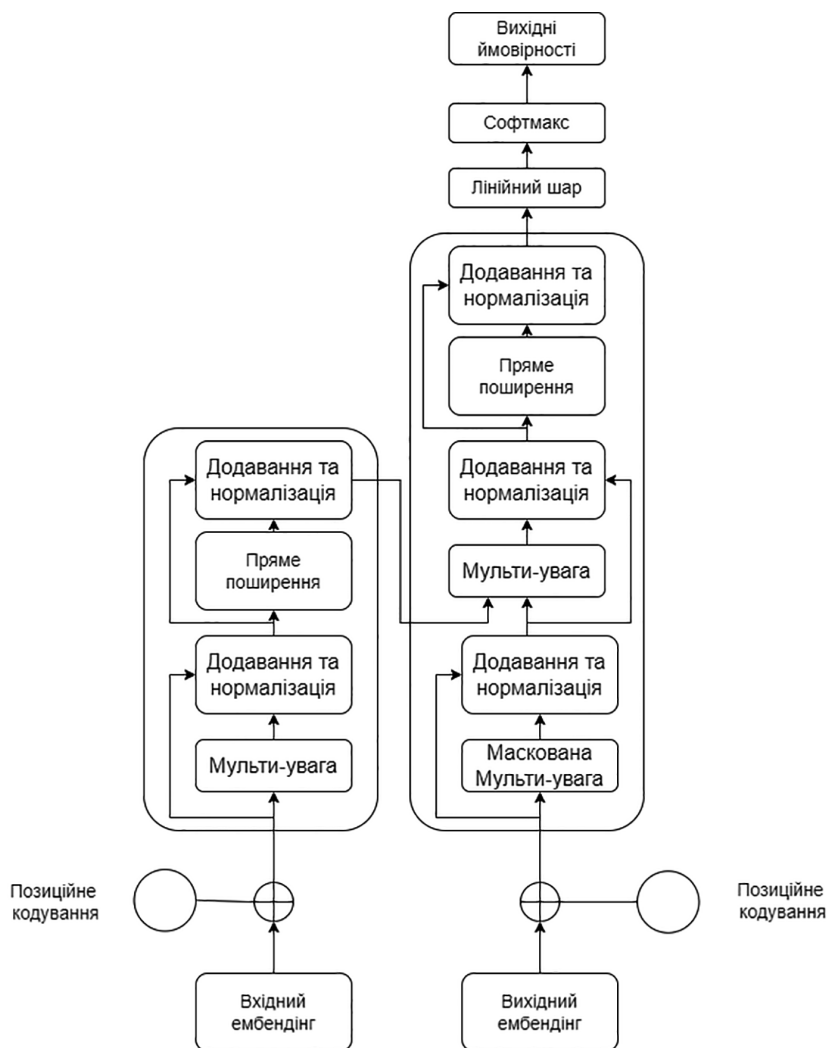 Вихідні
ймовірності
Софтмакс
Лінійний шар
Додавання та
нормалізація
Пряме
поширення
Додавання та
нормалізація
Мульти-увага
Додавання та
нормалізація
Маскована
Мульти-увага
Додавання та
нормалізація
Пряме
поширення
Додавання та
нормалізація
Мульти-увага
Позиційне
кодування
Позиційне
кодування
Вхідний
ембендінг
Вихідний
ембендінг